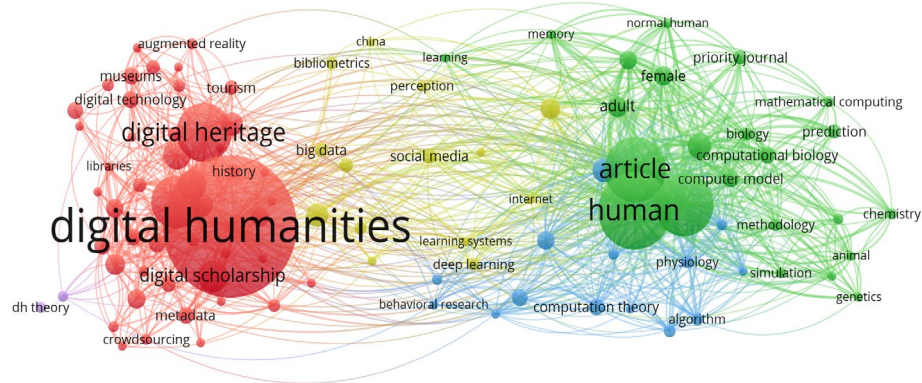 normal human
memory
china
augmented reality
learning
priority journal
bibliometrics
museums
female
perception
tourism
digital technology
mathematical computing
adult
digital heritage
biology
prediction
big data
social media
computational biology
libraries
history
article
computer model
internet
human
chemistry
digital humanities
methodology
learning systems
animal
physiology
deep learning
digital scholarship
simulation
genetics
behavioral research
computation theory
dh theory
metadata
algorithm
crowdsourcing